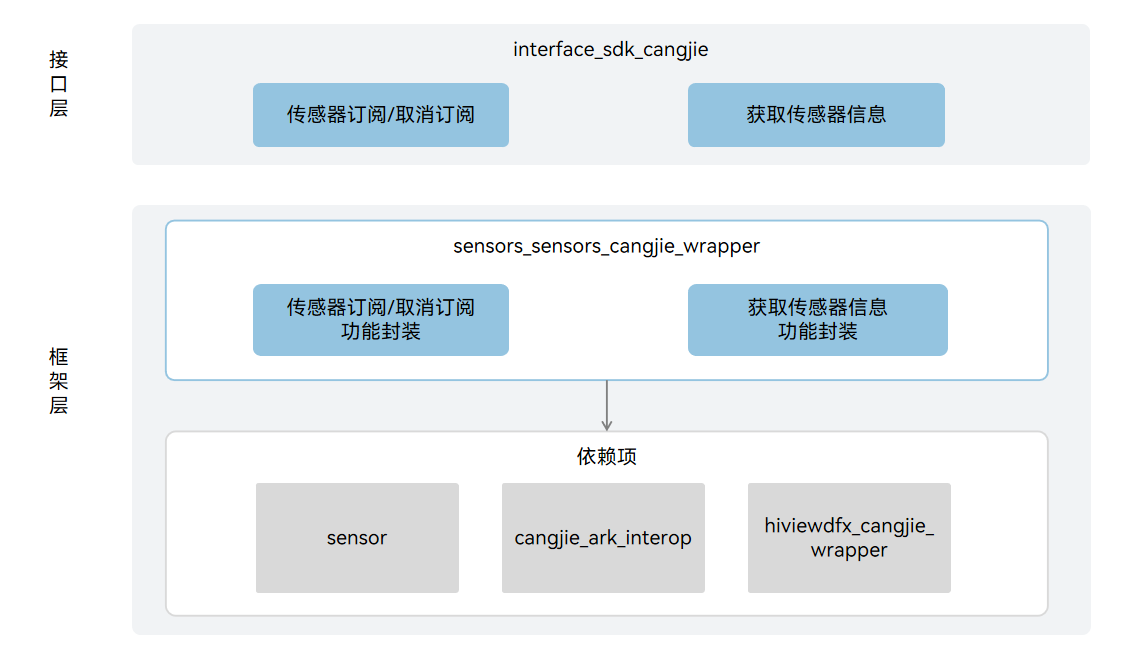 接口层
interface_sdk_cangjie
传感器订阅/取消订阅
获取传感器信息
框架层
sensors_sensors_cangjie_wrapper
传感器订阅/取消订阅
功能封装
获取传感器信息
功能封装
依赖项
sensor
cangjie_ark_interop
hiviewdfx_cangjie_
wrapper